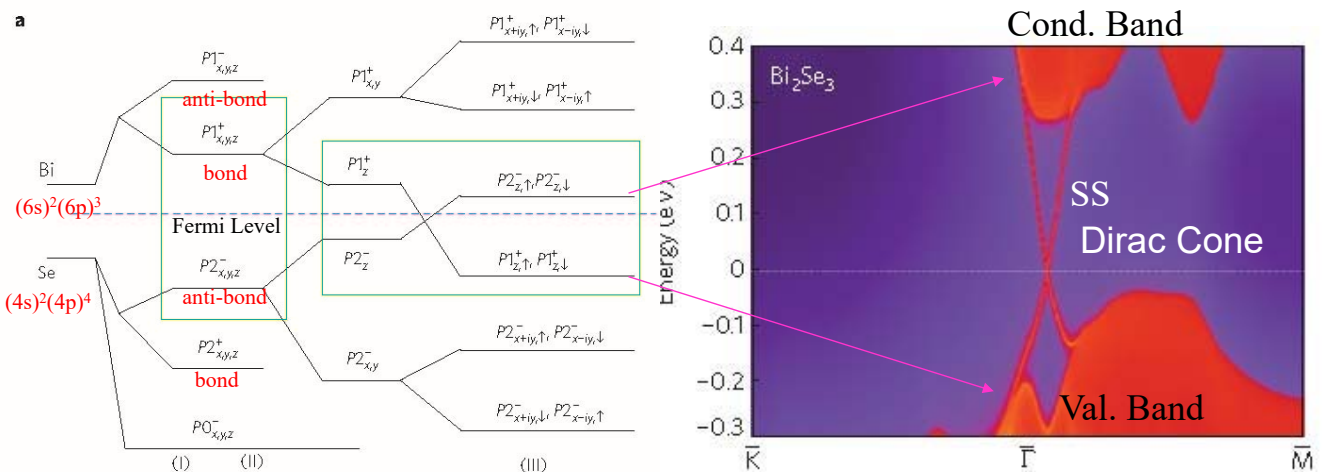 a
P1⁺x+iy,↑, P1⁺x−iy,↓
P1⁻x,y,z
anti-bond
P1⁺x,y
P1⁺x+iy,↓, P1⁺x−iy,↑
P1⁺x,y,z
bond
Bi
(6s)²(6p)³
P1⁺z
P2⁻z,↑, P2⁻z,↓
Fermi Level
Se
(4s)²(4p)⁴
P2⁻x,y,z
anti-bond
P2⁻z
P1⁺z,↑, P1⁺z,↓
P2⁺x,y,z
bond
P2⁻x,y
P2⁻x+iy,↑, P2⁻x−iy,↓
P2⁻x+iy,↓, P2⁻x−iy,↑
P0⁻x,y,z
(I) (II) (III)
Cond. Band
Bi₂Se₃
SS
Dirac Cone
Val. Band
Energy (eV)
0.4
0.3
0.2
0.1
0
−0.1
−0.2
−0.3
K̅ Γ̅ M̅